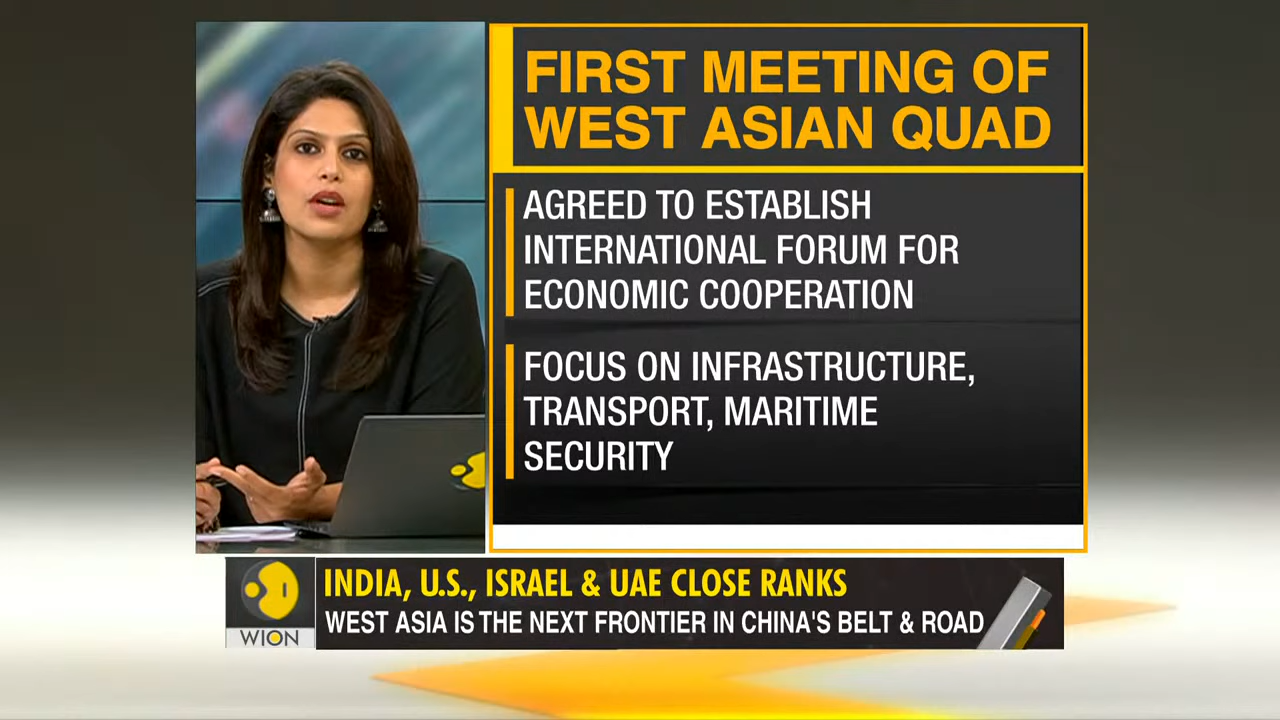 FIRST MEETING OF
WEST ASIAN QUAD
AGREED TO ESTABLISH
INTERNATIONAL FORUM FOR
ECONOMIC COOPERATION
FOCUS ON INFRASTRUCTURE,
TRANSPORT, MARITIME
SECURITY
INDIA, U.S., ISRAEL & UAE CLOSE RANKS
WEST ASIA IS THE NEXT FRONTIER IN CHINA'S BELT & ROAD
WION